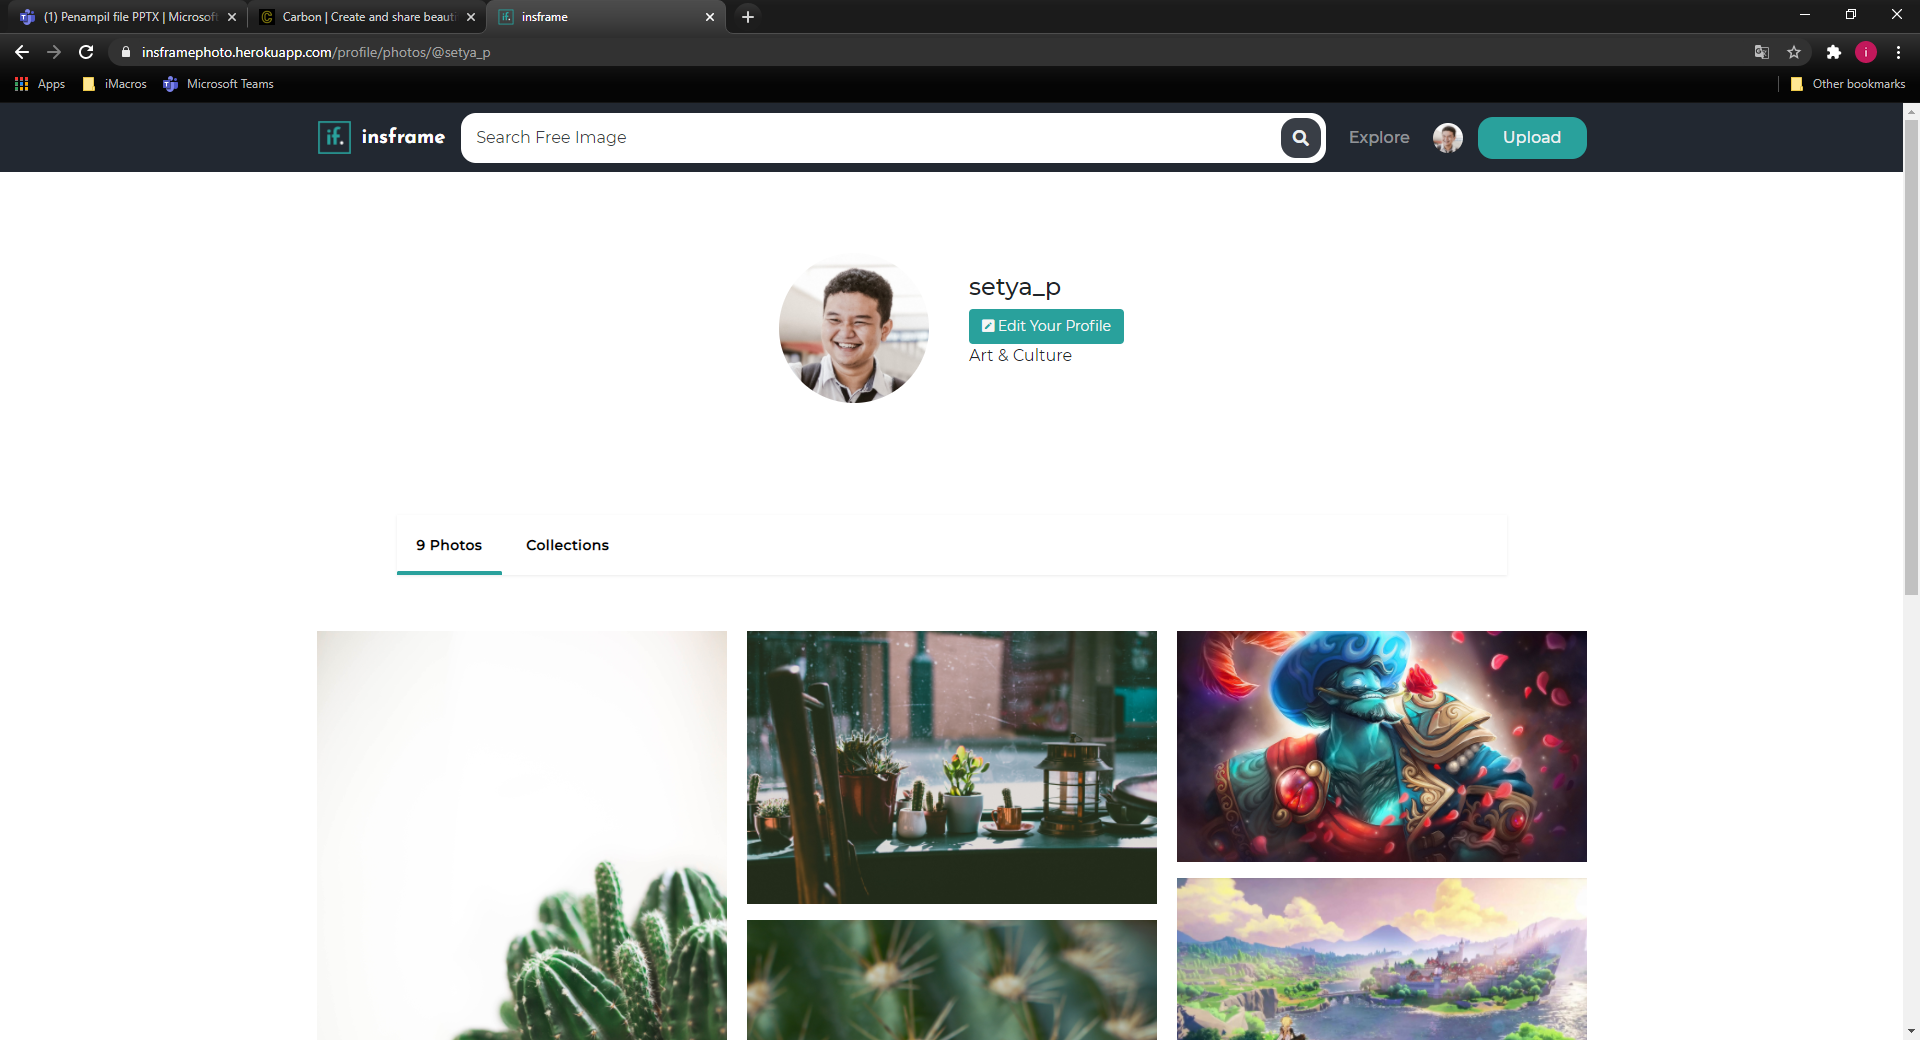 (1) Penampil file PPTX | Microsoft
Carbon | Create and share beauti
insframe
insframephoto.herokuapp.com/profile/photos/@setya_p
i
Apps
iMacros
Microsoft Teams
Other bookmarks
if.
insframe
Search Free Image
Explore
Upload
setya_p
Edit Your Profile
Art & Culture
9 Photos
Collections